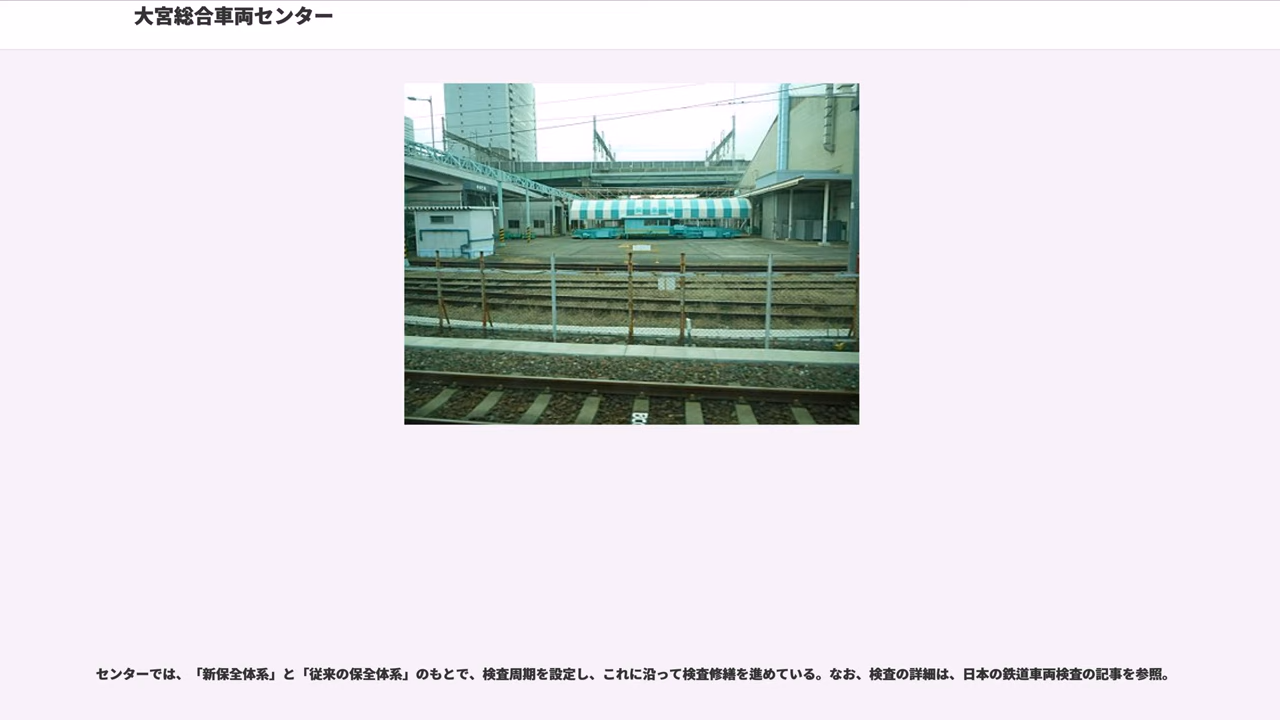 大宮総合車両センター
センターでは、「新保全体系」と「従来の保全体系」のもとで、検査周期を設定し、これに沿って検査修繕を進めている。なお、検査の詳細は、日本の鉄道車両検査の記事を参照。